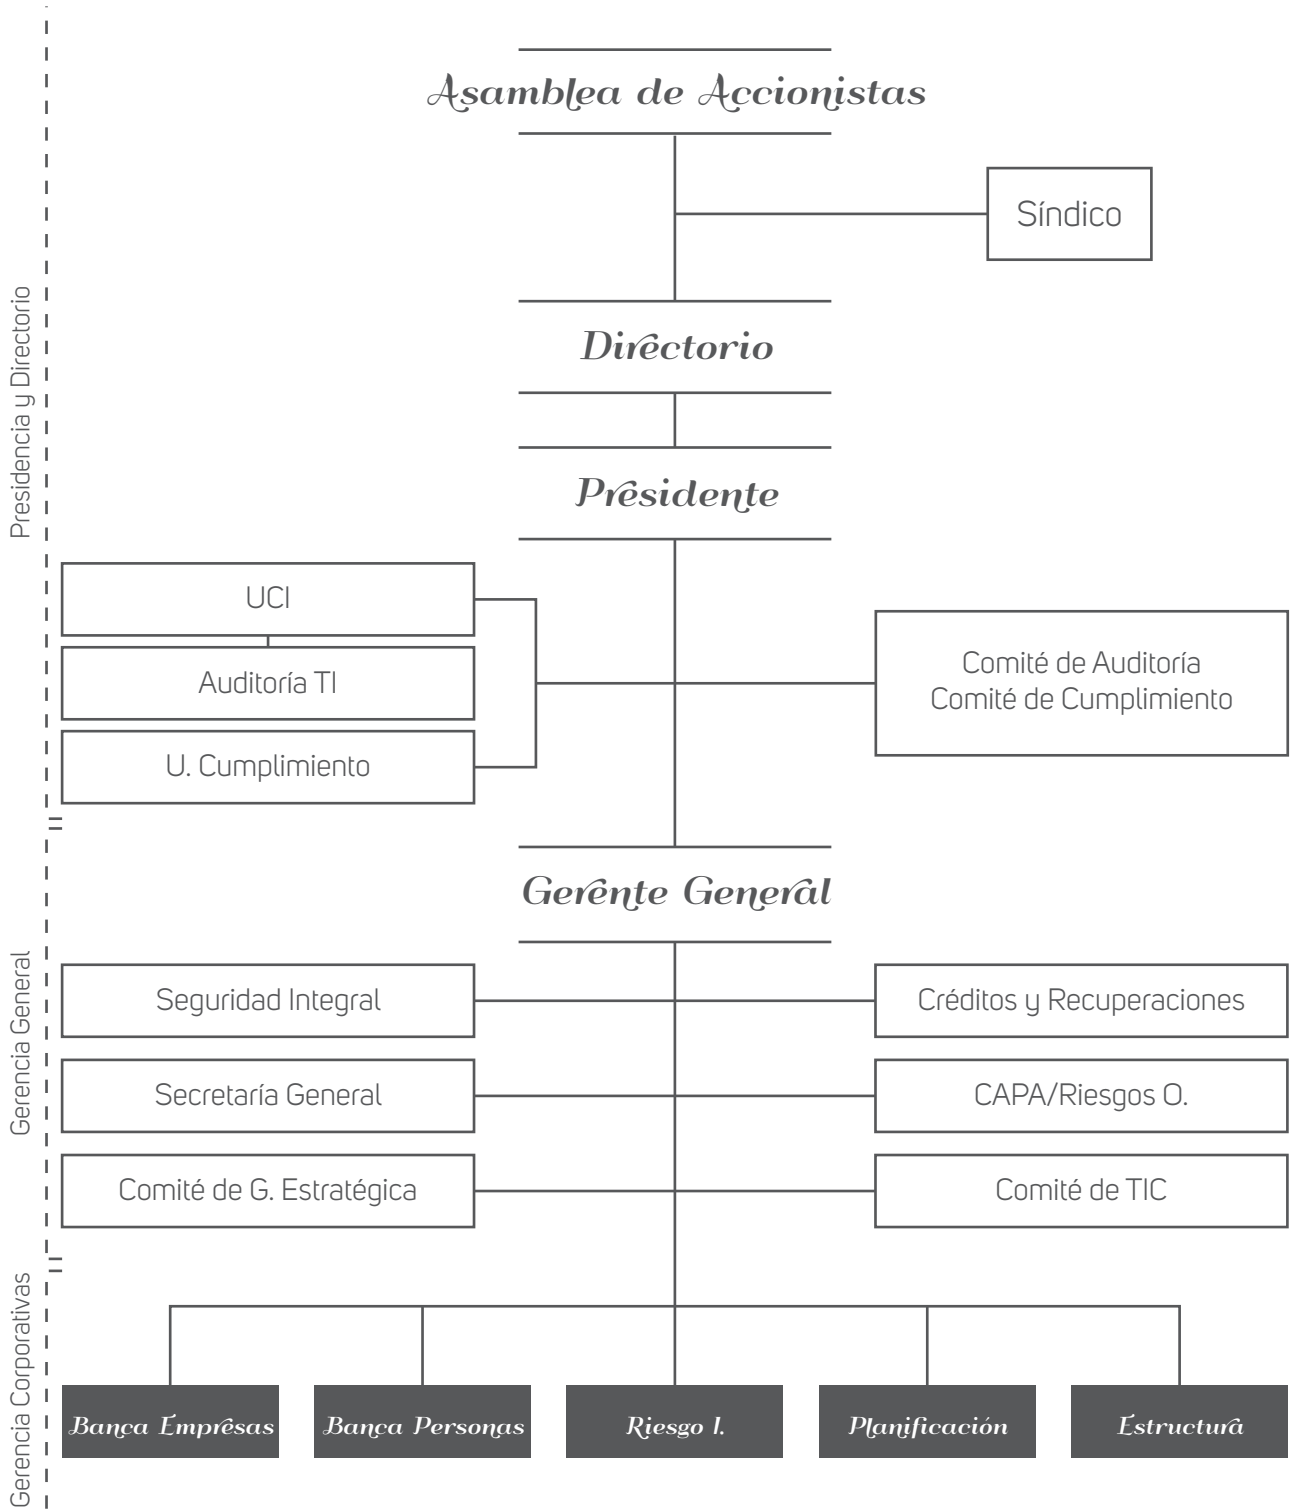 Asamblea de Accionistas
Síndico
Directorio
Presidente
Presidencia y Directorio
UCI
Auditoría TI
U. Cumplimiento
Comité de Auditoría
Comité de Cumplimiento
Gerente General
Gerencia General
Seguridad Integral
Créditos y Recuperaciones
Secretaría General
CAPA/Riesgos O.
Comité de G. Estratégica
Comité de TIC
Gerencia Corporativas
Banca Empresas
Banca Personas
Riesgo I.
Planificación
Estructura